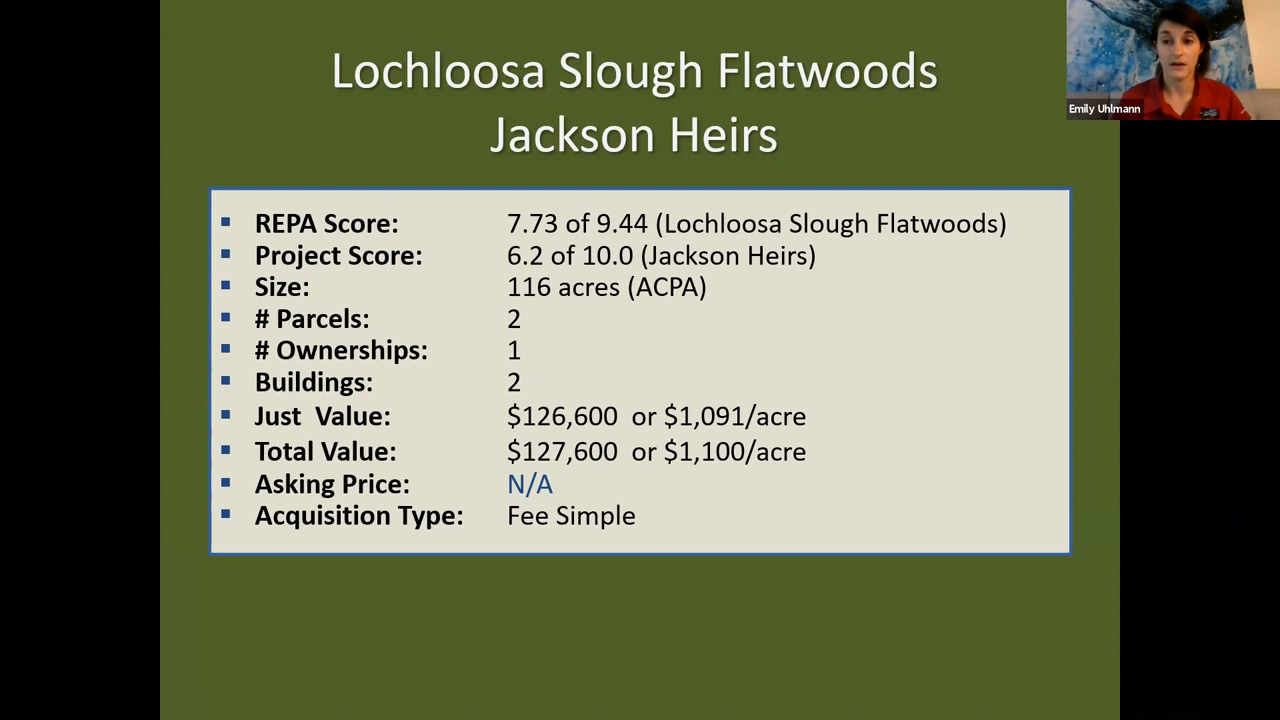 Lochloosa Slough Flatwoods
Jackson Heirs
Emily Uhlmann
▪ REPA Score: 7.73 of 9.44 (Lochloosa Slough Flatwoods)
▪ Project Score: 6.2 of 10.0 (Jackson Heirs)
▪ Size: 116 acres (ACPA)
▪ # Parcels: 2
▪ # Ownerships: 1
▪ Buildings: 2
▪ Just Value: $126,600 or $1,091/acre
▪ Total Value: $127,600 or $1,100/acre
▪ Asking Price: N/A
▪ Acquisition Type: Fee Simple